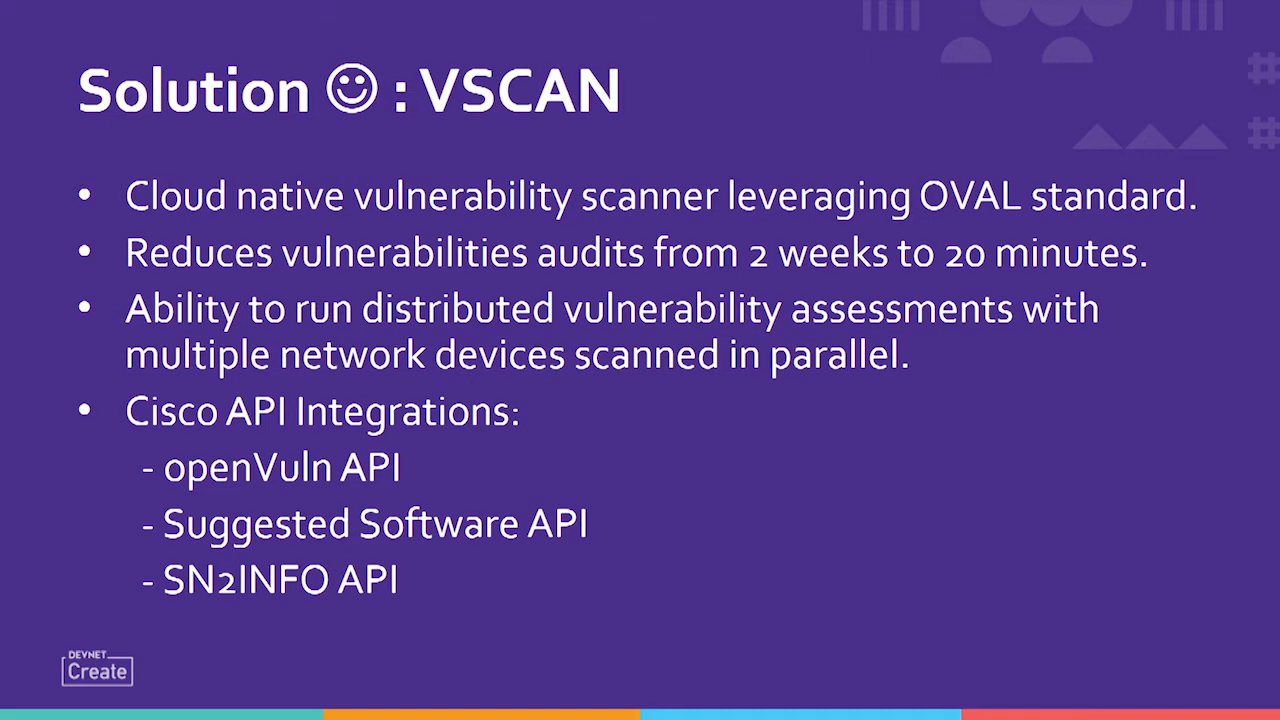 Solution ☺ : VSCAN
• Cloud native vulnerability scanner leveraging OVAL standard.
• Reduces vulnerabilities audits from 2 weeks to 20 minutes.
• Ability to run distributed vulnerability assessments with
multiple network devices scanned in parallel.
• Cisco API Integrations:
- openVuln API
- Suggested Software API
- SN2INFO API
DEVNET
Create